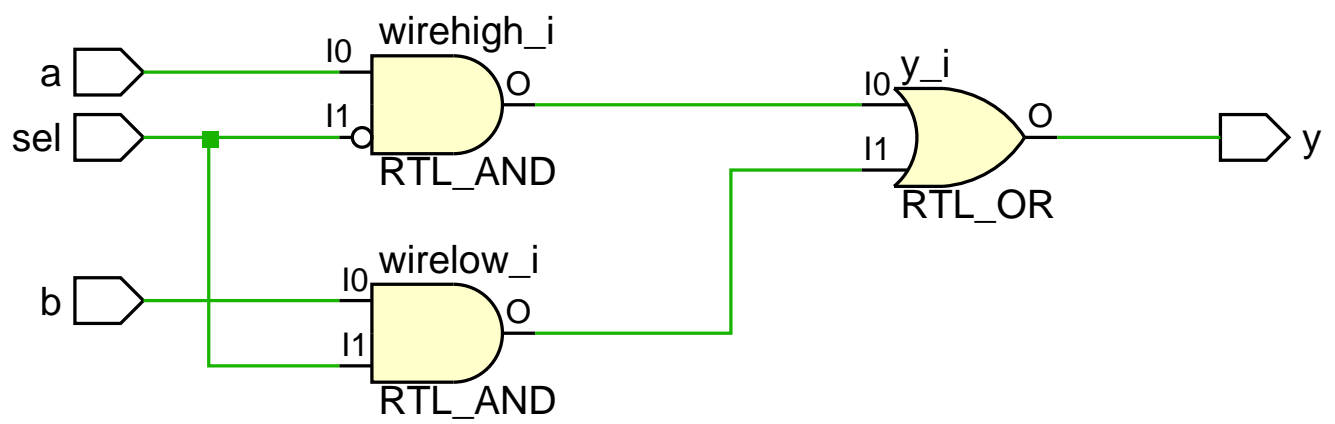 wirehigh_i
a
I0
O
I1
sel
RTL_AND
y_i
I0
O
I1
y
RTL_OR
wirelow_i
b
I0
O
I1
RTL_AND